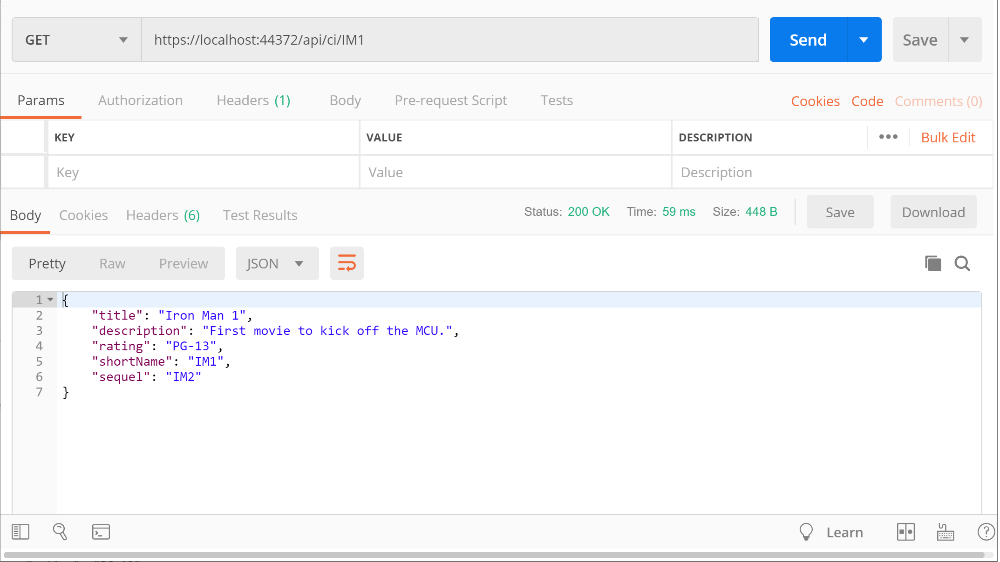 GET https://localhost:44372/api/ci/IM1 Send Save
Params Authorization Headers (1) Body Pre-request Script Tests Cookies Code Comments (0)
KEY VALUE DESCRIPTION ••• Bulk Edit
Key Value Description
Body Cookies Headers (6) Test Results Status: 200 OK Time: 59 ms Size: 448 B Save Download
Pretty Raw Preview JSON
1 {
2 "title": "Iron Man 1",
3 "description": "First movie to kick off the MCU.",
4 "rating": "PG-13",
5 "shortName": "IM1",
6 "sequel": "IM2"
7 }
Learn